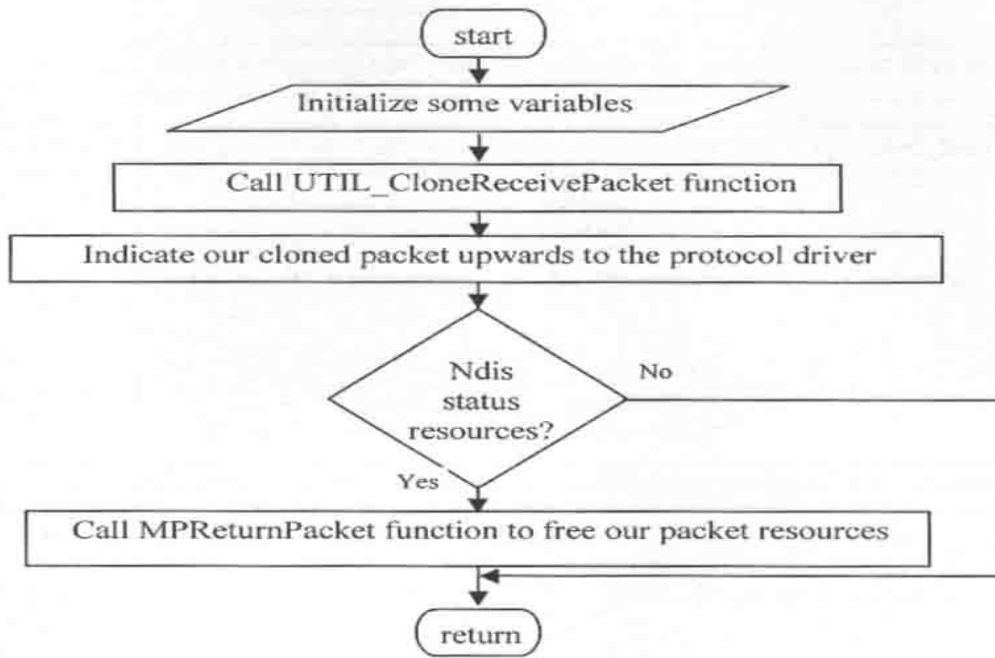 start
Initialize some variables
Call UTIL_CloneReceivePacket function
Indicate our cloned packet upwards to the protocol driver
Ndis
status
resources?
No
Yes
Call MPReturnPacket function to free our packet resources
return